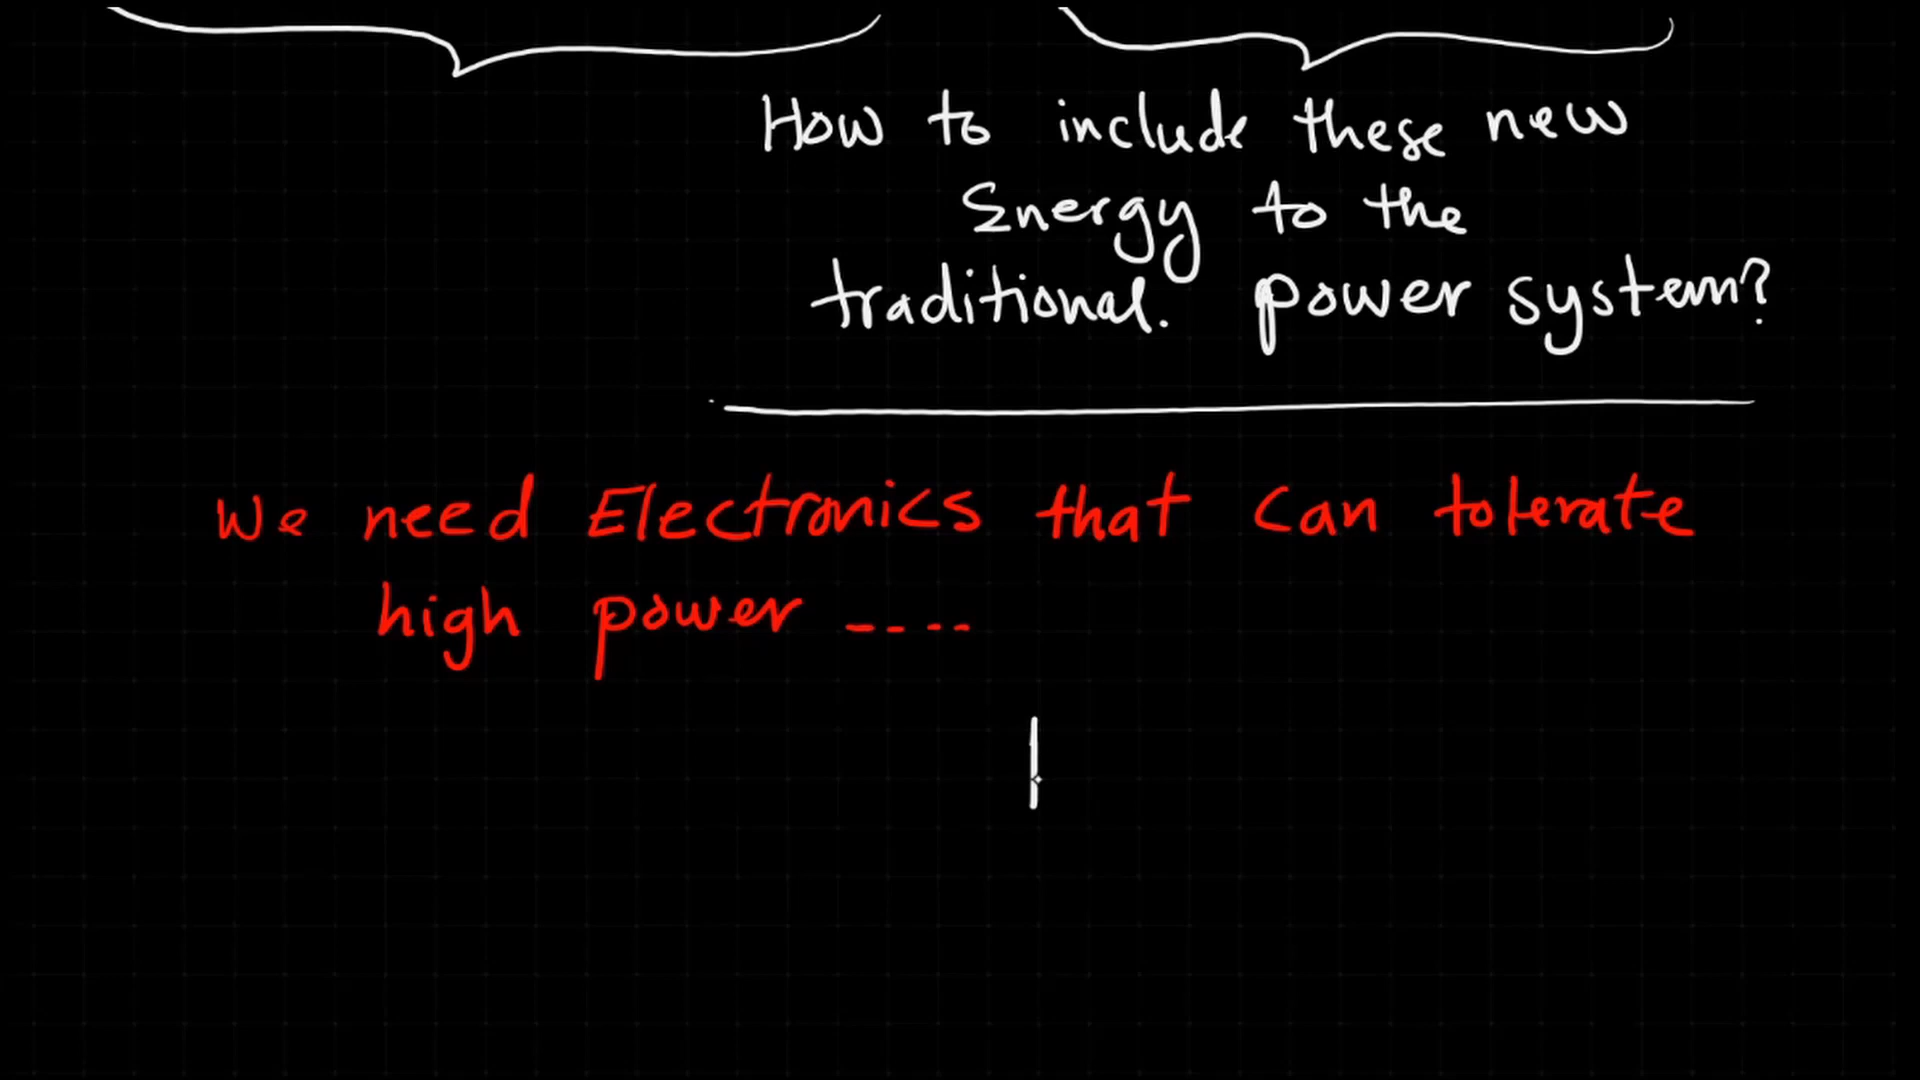 How to include these new
Energy to the
traditional. power system?
We need Electronics that can tolerate
high power ----